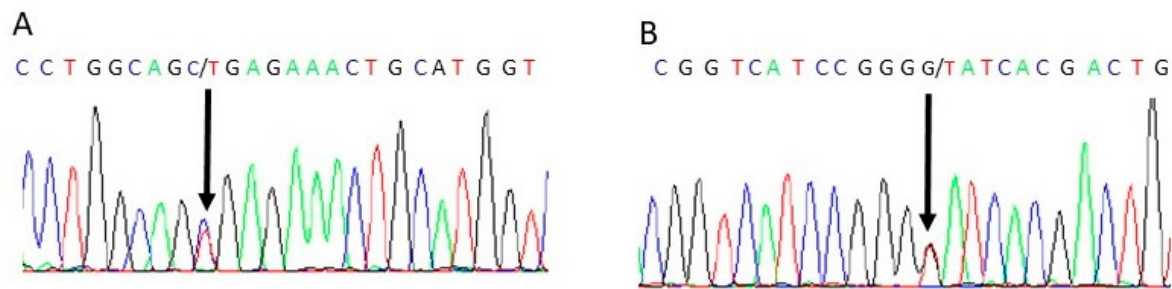 A
C C T G G C A G C/T G A G A A A C T G C A T G G T
B
C G G T C A T C C G G G G/T A T C A C G A C T G